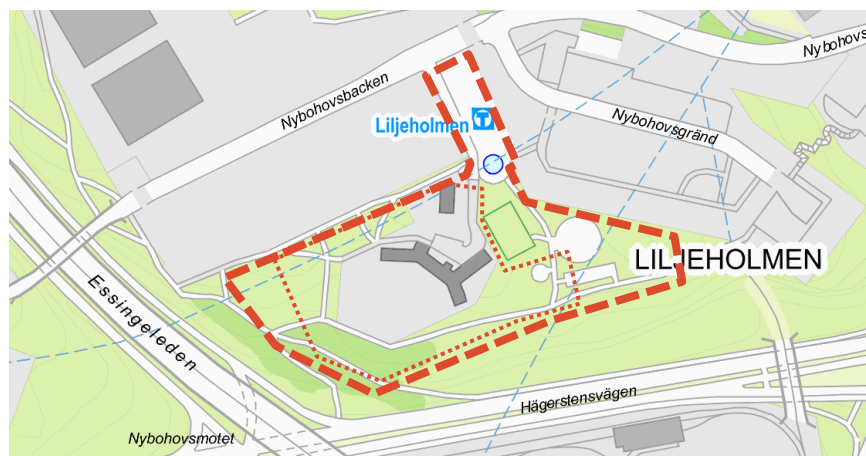 Nybohovs
Nybohovsbacken
T
Liljeholmen
Nybohovsgränd
LILJEHOLMEN
Essingeleden
Hägerstensvägen
Nybohovsmotet